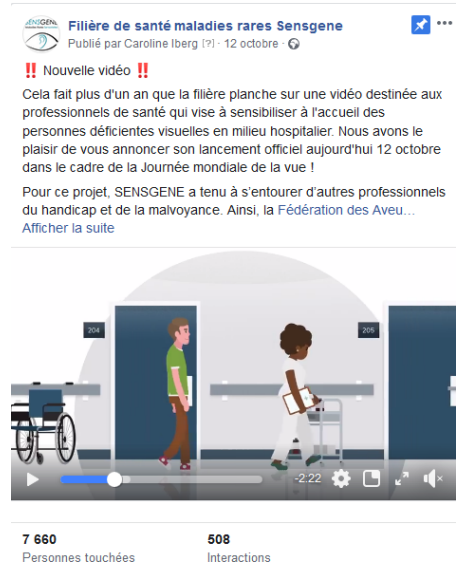 SENSGENE
Filière de santé maladies rares Sensgene
Publié par Caroline Iberg [?] · 12 octobre ·
!! Nouvelle vidéo !!
Cela fait plus d'un an que la filière planche sur une vidéo destinée aux
professionnels de santé qui vise à sensibiliser à l'accueil des
personnes déficientes visuelles en milieu hospitalier. Nous avons le
plaisir de vous annoncer son lancement officiel aujourd'hui 12 octobre
dans le cadre de la Journée mondiale de la vue !
Pour ce projet, SENSGENE a tenu à s'entourer d'autres professionnels
du handicap et de la malvoyance. Ainsi, la Fédération des Aveu...
Afficher la suite
204
205
-2:22
7 660
508
Personnes touchées
Interactions